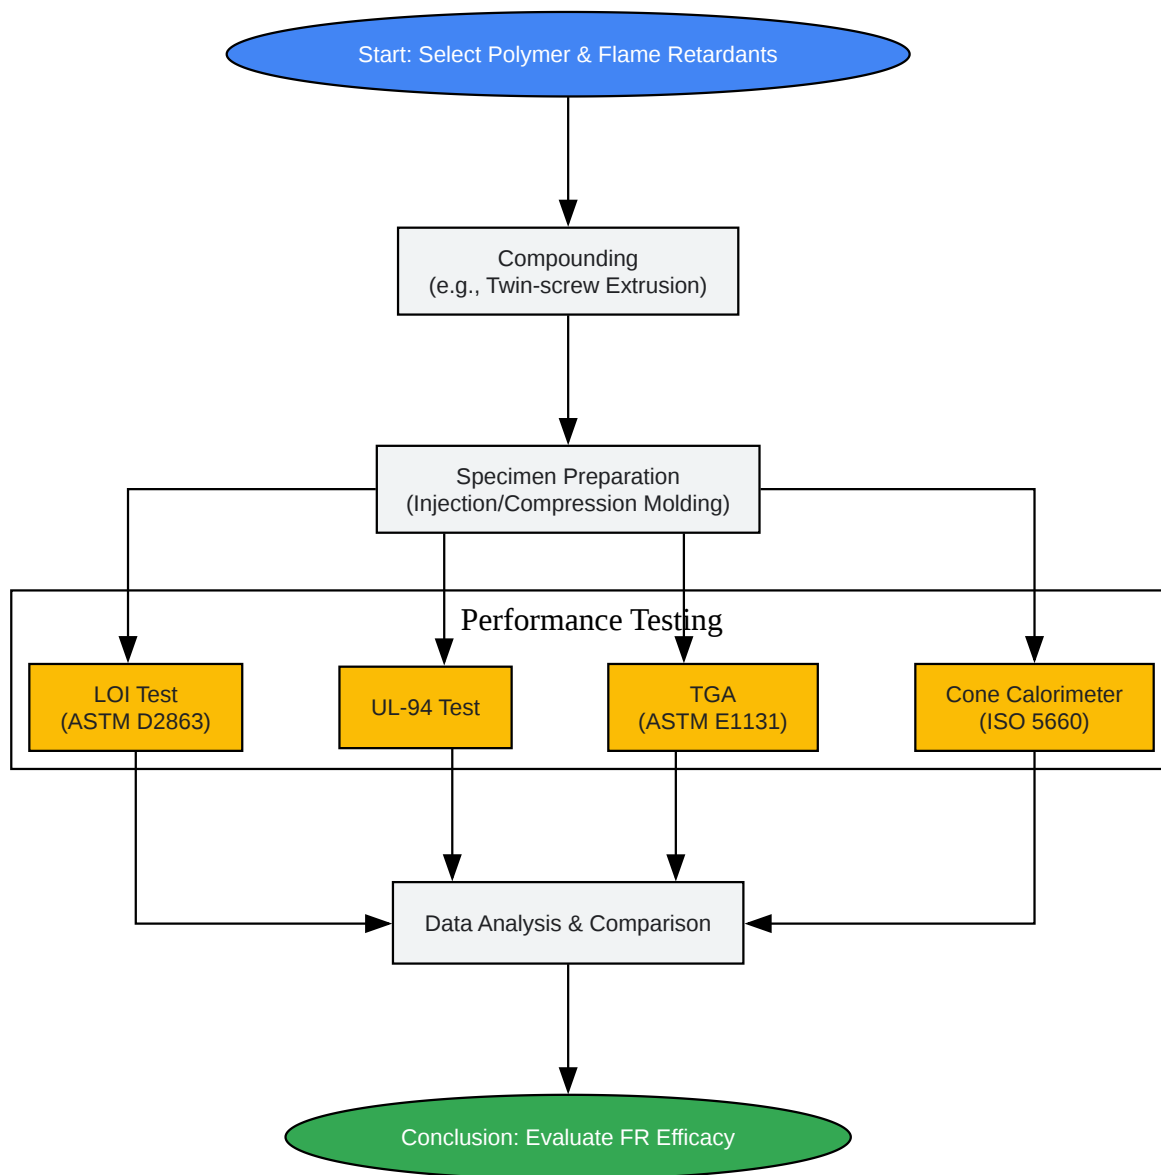 Start: Select Polymer & Flame Retardants
Compounding
(e.g., Twin-screw Extrusion)
Specimen Preparation
(Injection/Compression Molding)
Performance Testing
LOI Test
(ASTM D2863)
UL-94 Test
TGA
(ASTM E1131)
Cone Calorimeter
(ISO 5660)
Data Analysis & Comparison
Conclusion: Evaluate FR Efficacy